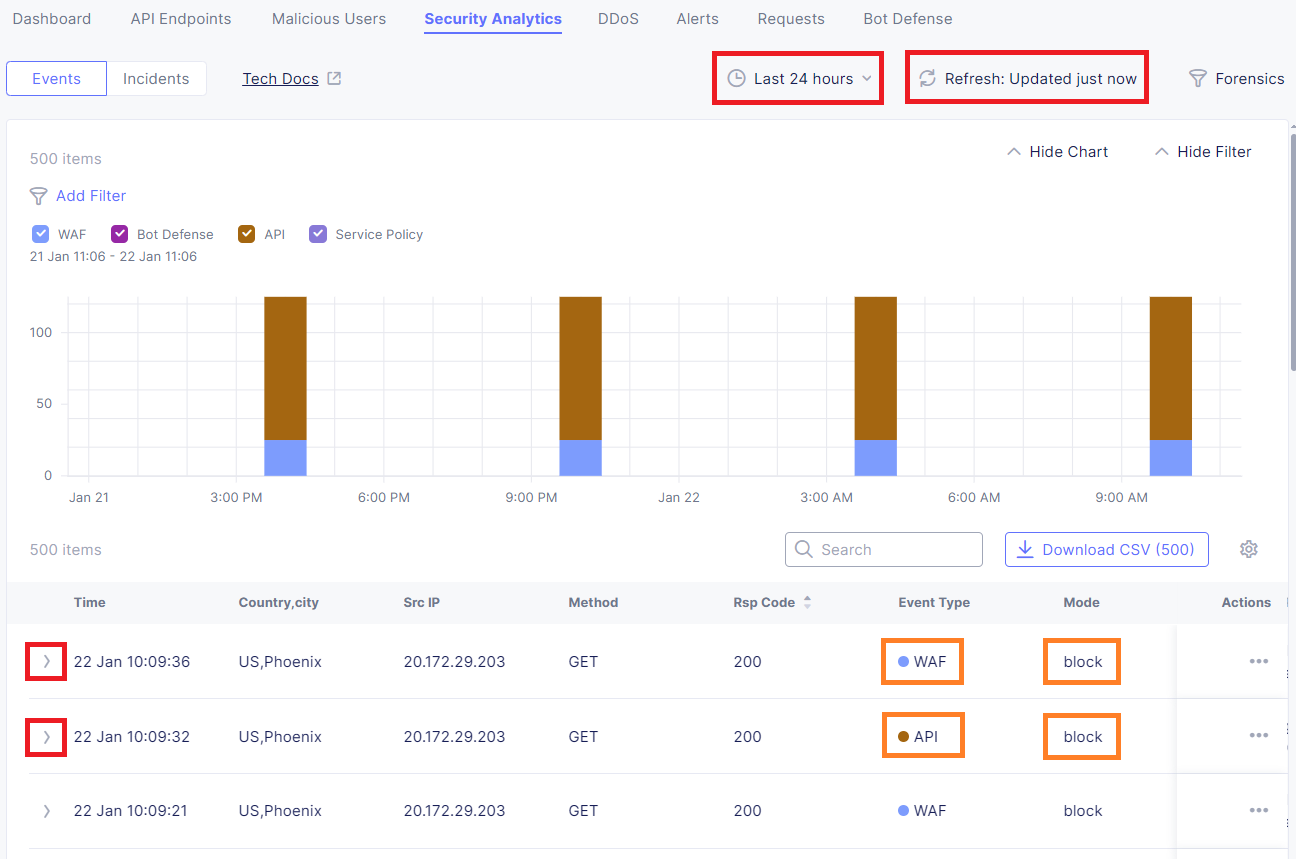 Dashboard API Endpoints Malicious Users Security Analytics DDoS Alerts Requests Bot Defense
Events Incidents Tech Docs Last 24 hours Refresh: Updated just now Forensics
500 items Hide Chart Hide Filter
Add Filter
WAF Bot Defense API Service Policy
21 Jan 11:06 - 22 Jan 11:06
100
50
0
Jan 21 3:00 PM 6:00 PM 9:00 PM Jan 22 3:00 AM 6:00 AM 9:00 AM
500 items Search Download CSV (500)
Time Country,city Src IP Method Rsp Code Event Type Mode Actions
22 Jan 10:09:36 US,Phoenix 20.172.29.203 GET 200 WAF block
22 Jan 10:09:32 US,Phoenix 20.172.29.203 GET 200 API block
22 Jan 10:09:21 US,Phoenix 20.172.29.203 GET 200 WAF block